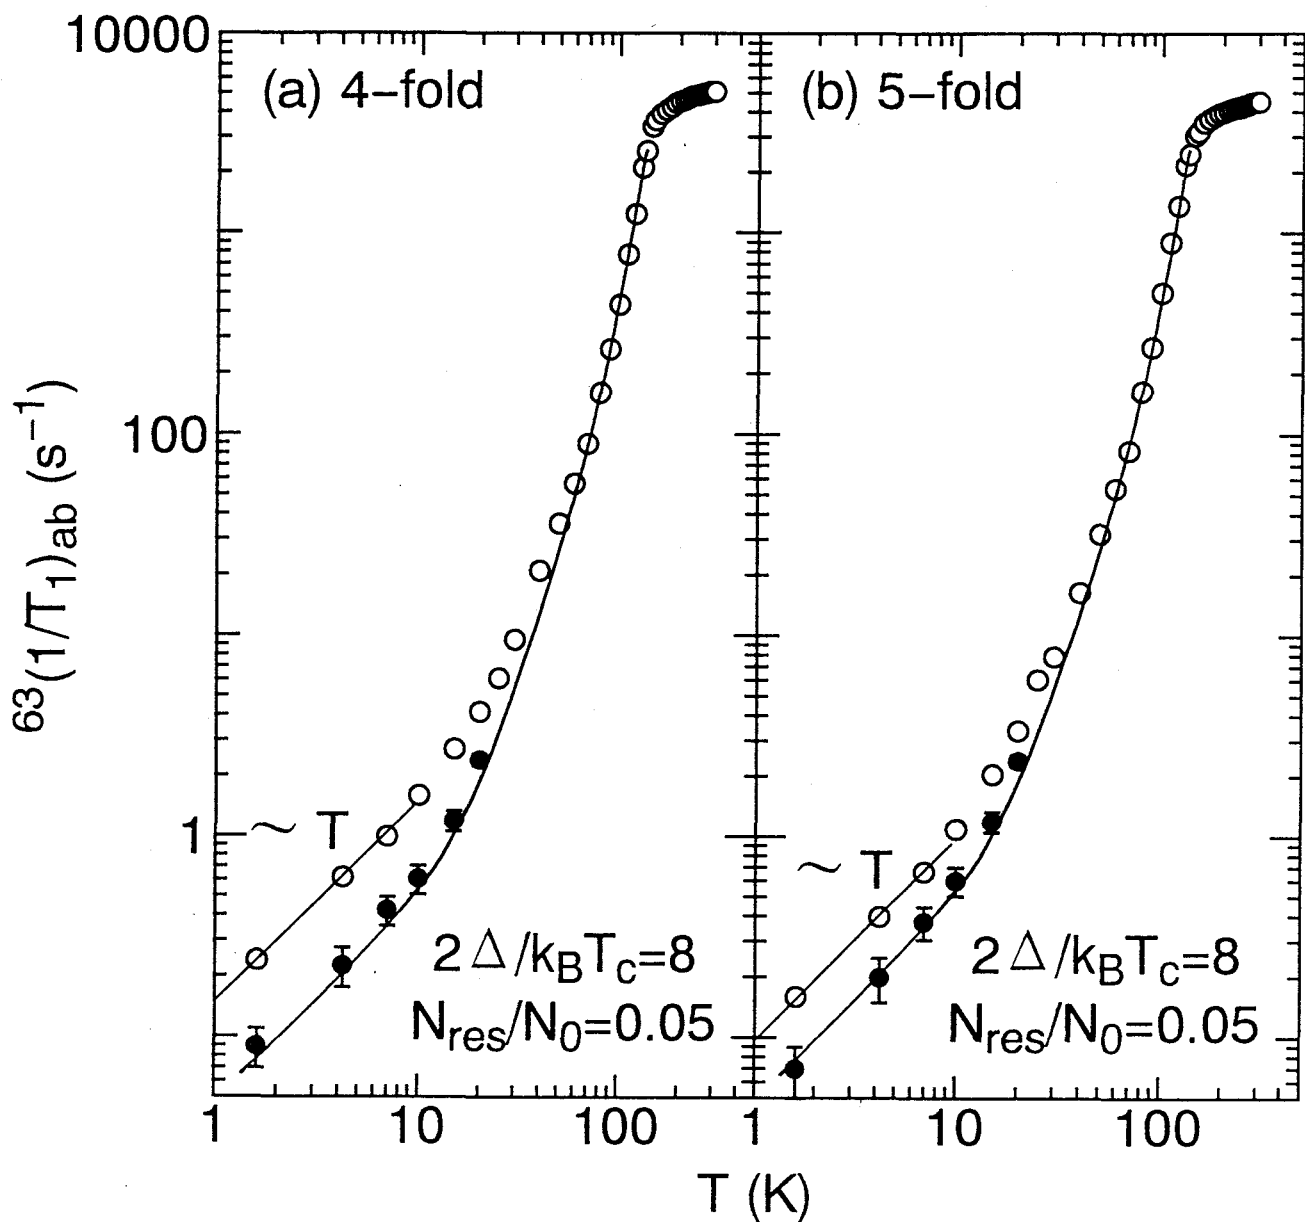 10000
(a) 4-fold
(b) 5-fold
100
63(1/T1)ab (s−1)
1
~ T
~ T
2Δ/kBTc=8
Nres/N0=0.05
2Δ/kBTc=8
Nres/N0=0.05
1 10 100 1 10 100
T (K)